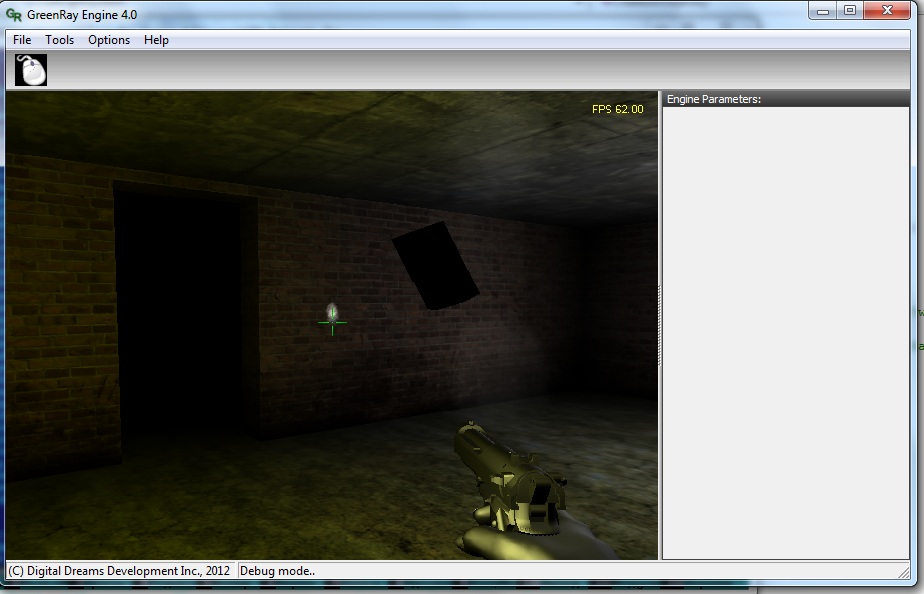 GR GreenRay Engine 4.0
File Tools Options Help
Engine Parameters:
FPS 62.00
(C) Digital Dreams Development Inc., 2012 Debug mode..